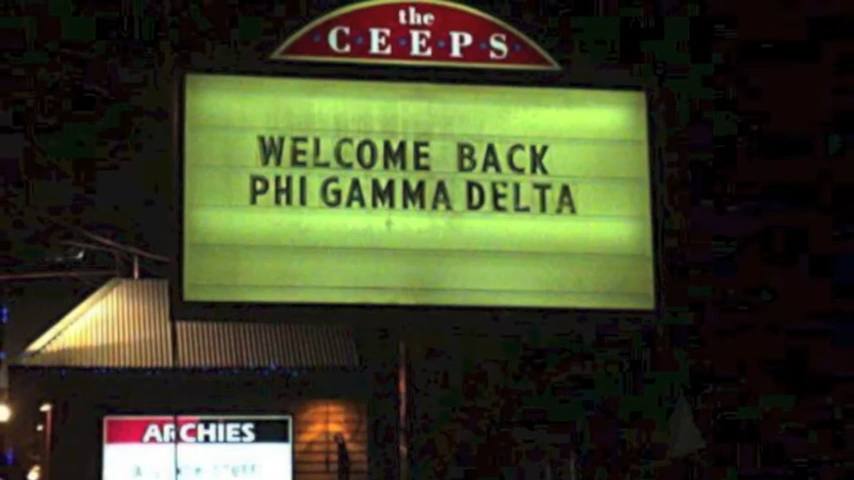 the
CEEPS
WELCOME BACK
PHI GAMMA DELTA
ARCHIES